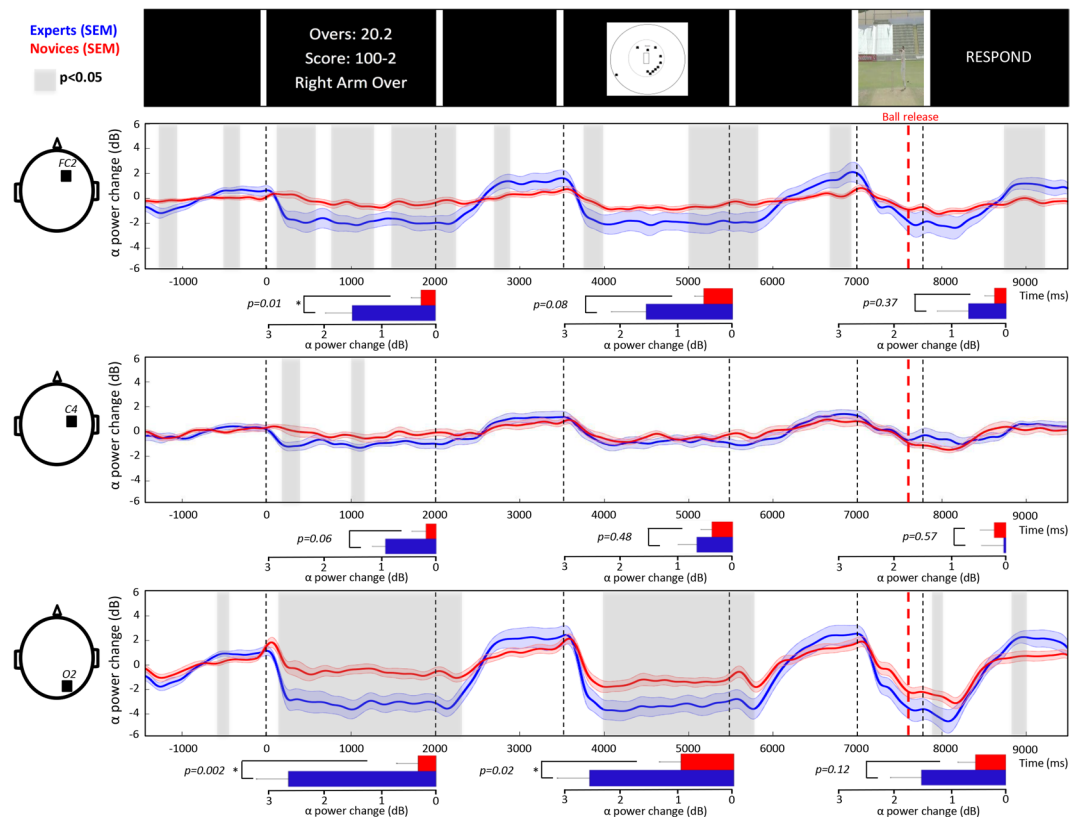 Experts (SEM)
Novices (SEM)
p<0.05
Overs: 20.2
Score: 100-2
Right Arm Over
RESPOND
Ball release
FC2
α power change (dB)
6
4
2
0
-2
-4
-6
-1000 0 1000 2000 3000 4000 5000 6000 7000 8000 9000
Time (ms)
p=0.01 *
3 2 1 0
α power change (dB)
p=0.08
3 2 1 0
α power change (dB)
p=0.37
3 2 1 0
α power change (dB)
C4
α power change (dB)
6
4
2
0
-2
-4
-6
-1000 0 1000 2000 3000 4000 5000 6000 7000 8000 9000
Time (ms)
p=0.06
3 2 1 0
α power change (dB)
p=0.48
3 2 1 0
α power change (dB)
p=0.57
3 2 1 0
α power change (dB)
O2
α power change (dB)
6
4
2
0
-2
-4
-6
-1000 0 1000 2000 3000 4000 5000 6000 7000 8000 9000
Time (ms)
p=0.002 *
3 2 1 0
α power change (dB)
p=0.02 *
3 2 1 0
α power change (dB)
p=0.12
3 2 1 0
α power change (dB)